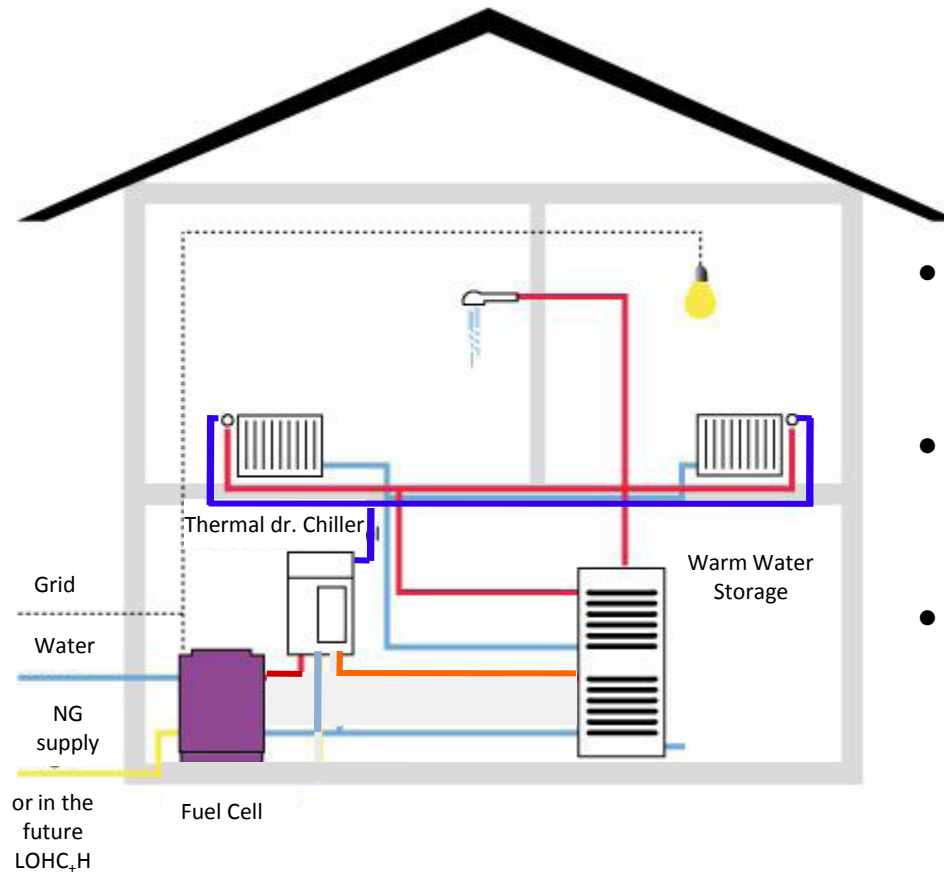 Thermal dr. Chiller
Warm Water
Storage
Grid
Water
NG
supply
or in the
future
LOHC₊H
Fuel Cell